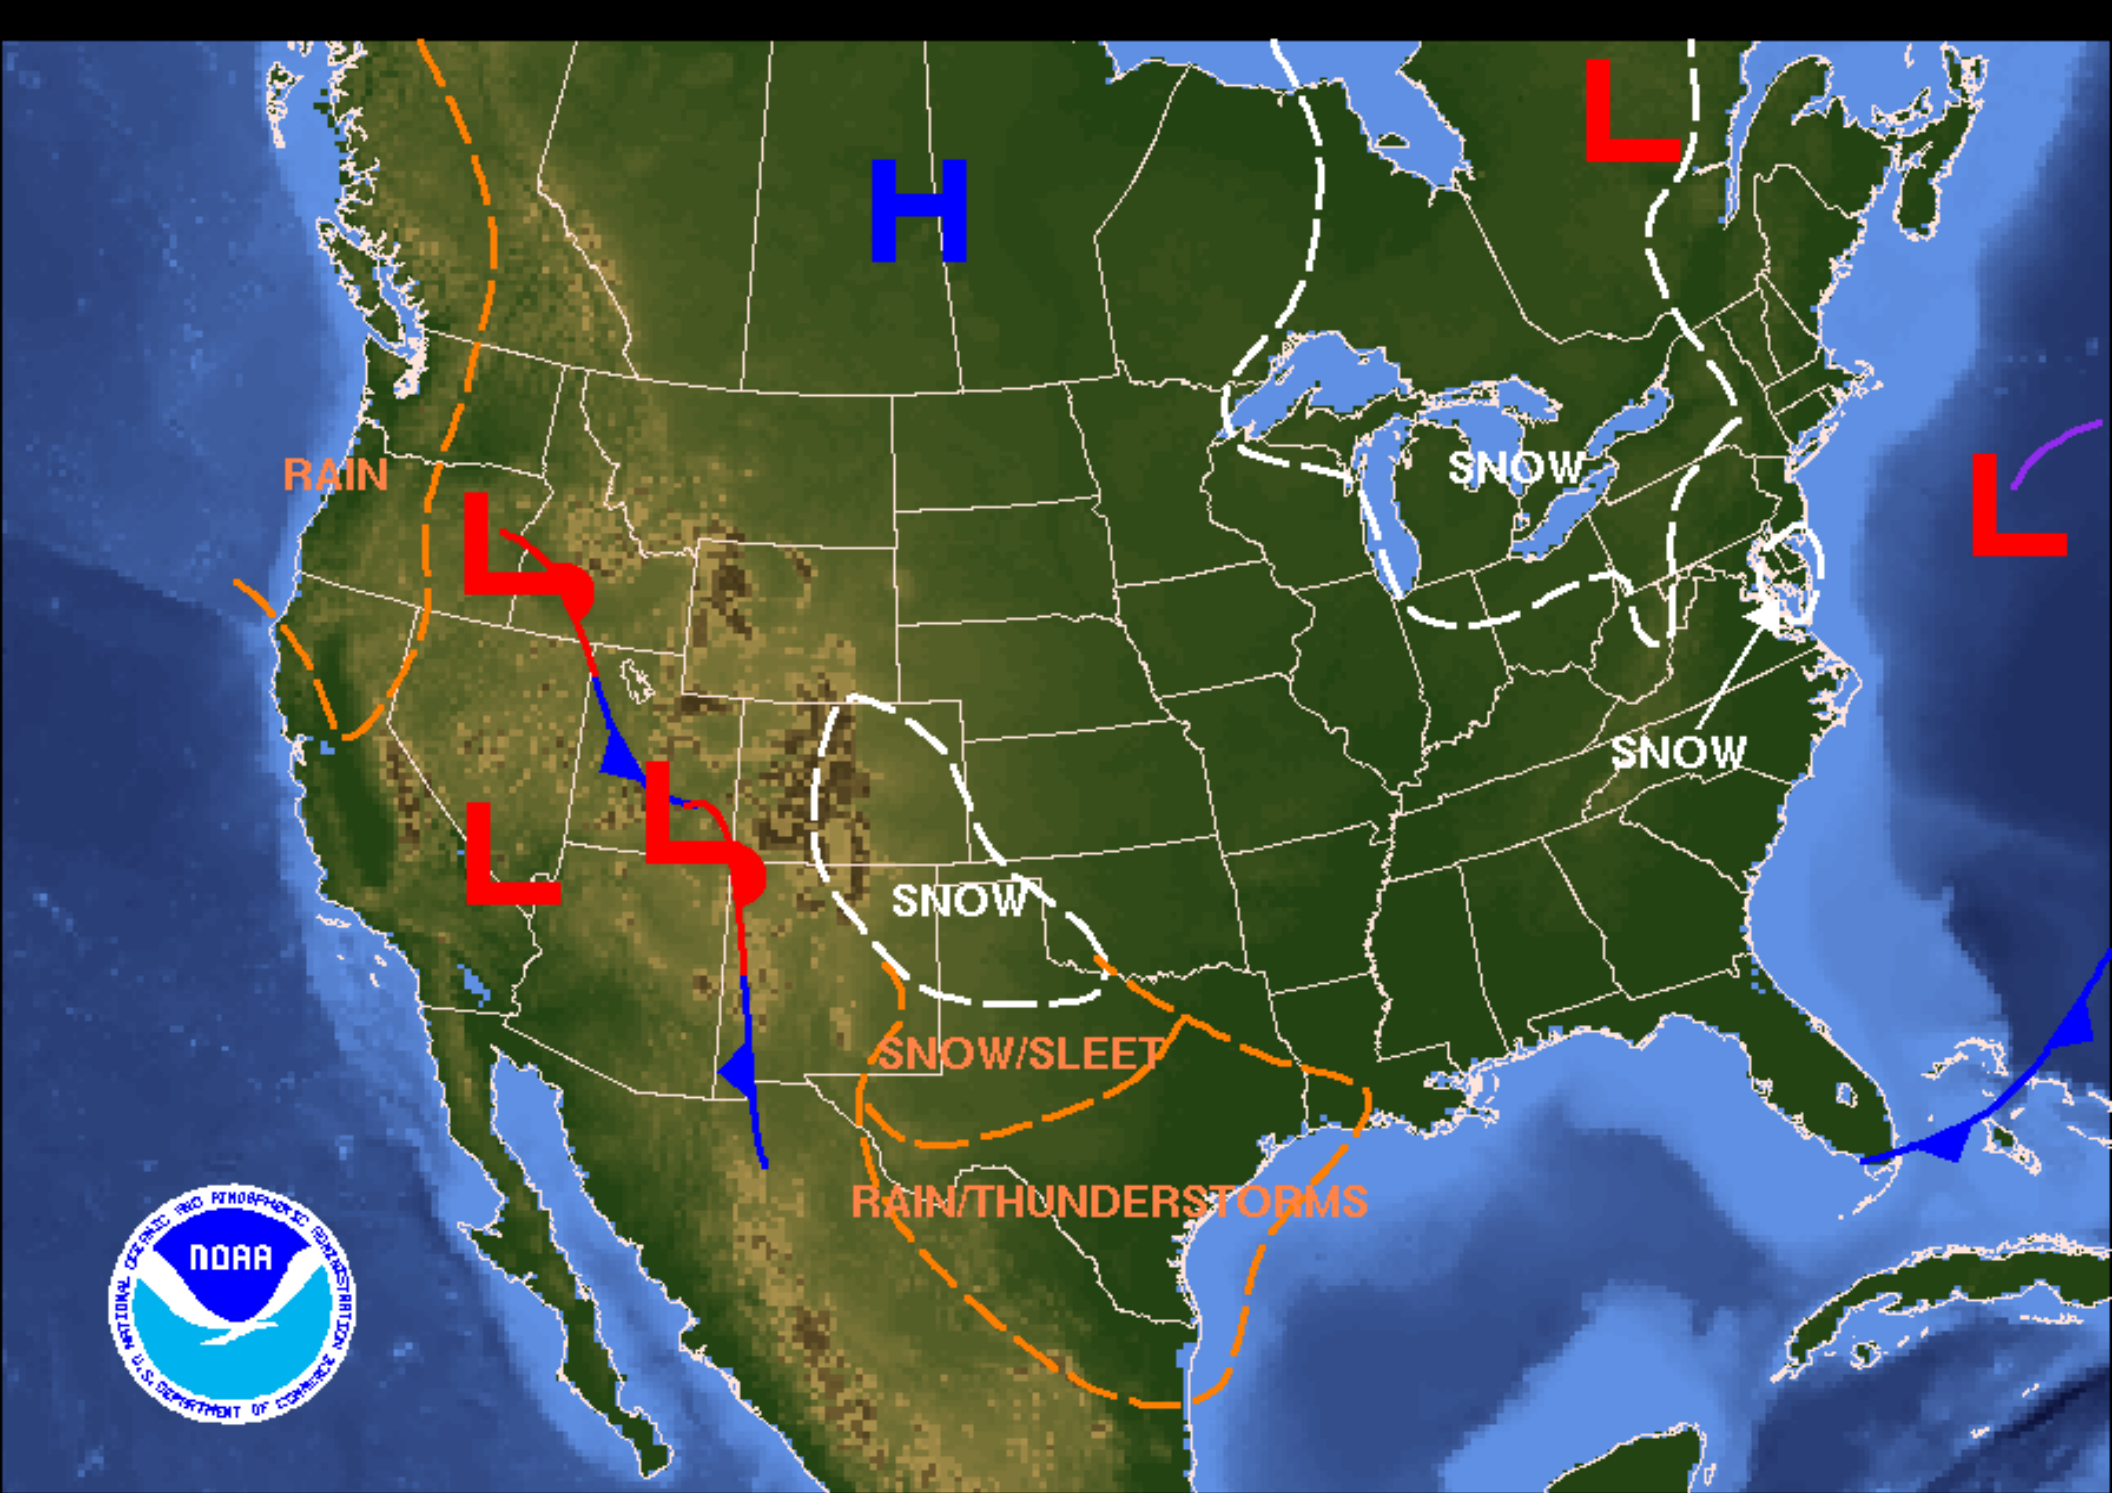 L
H
L
RAIN
SNOW
L
L
SNOW
L
L
SNOW
SNOW/SLEET
RAIN/THUNDERSTORMS
NATIONAL OCEANIC AND ATMOSPHERIC ADMINISTRATION
NOAA
U.S. DEPARTMENT OF COMMERCE